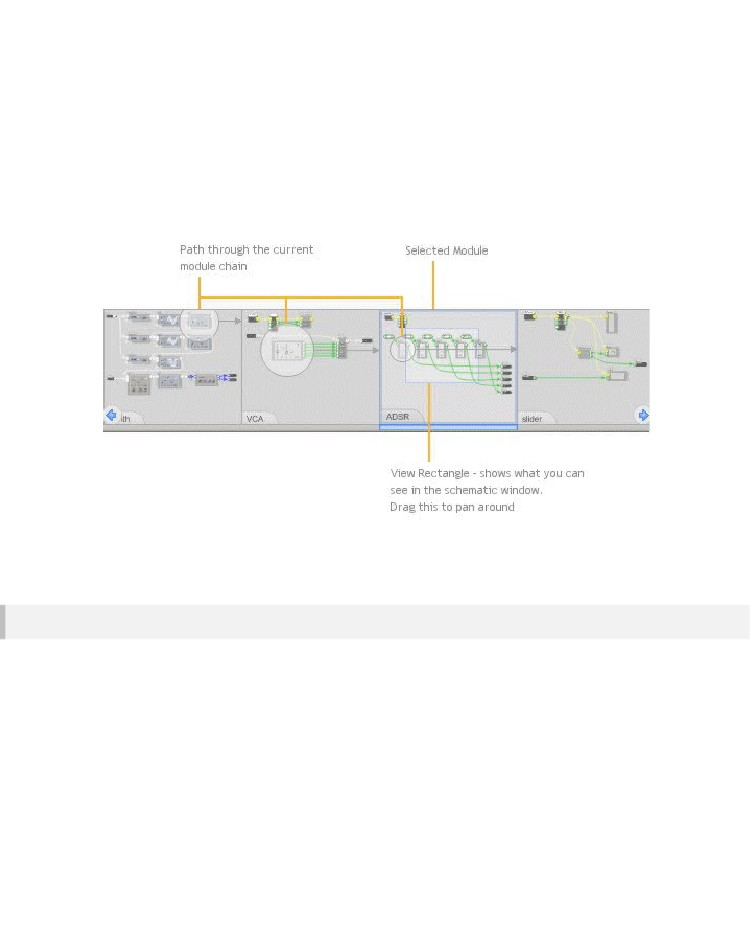 Path through the current
module chain
Selected Module
VCA
ADSR
slider
View Rectangle - shows what you can
see in the schematic window.
Drag this to pan around